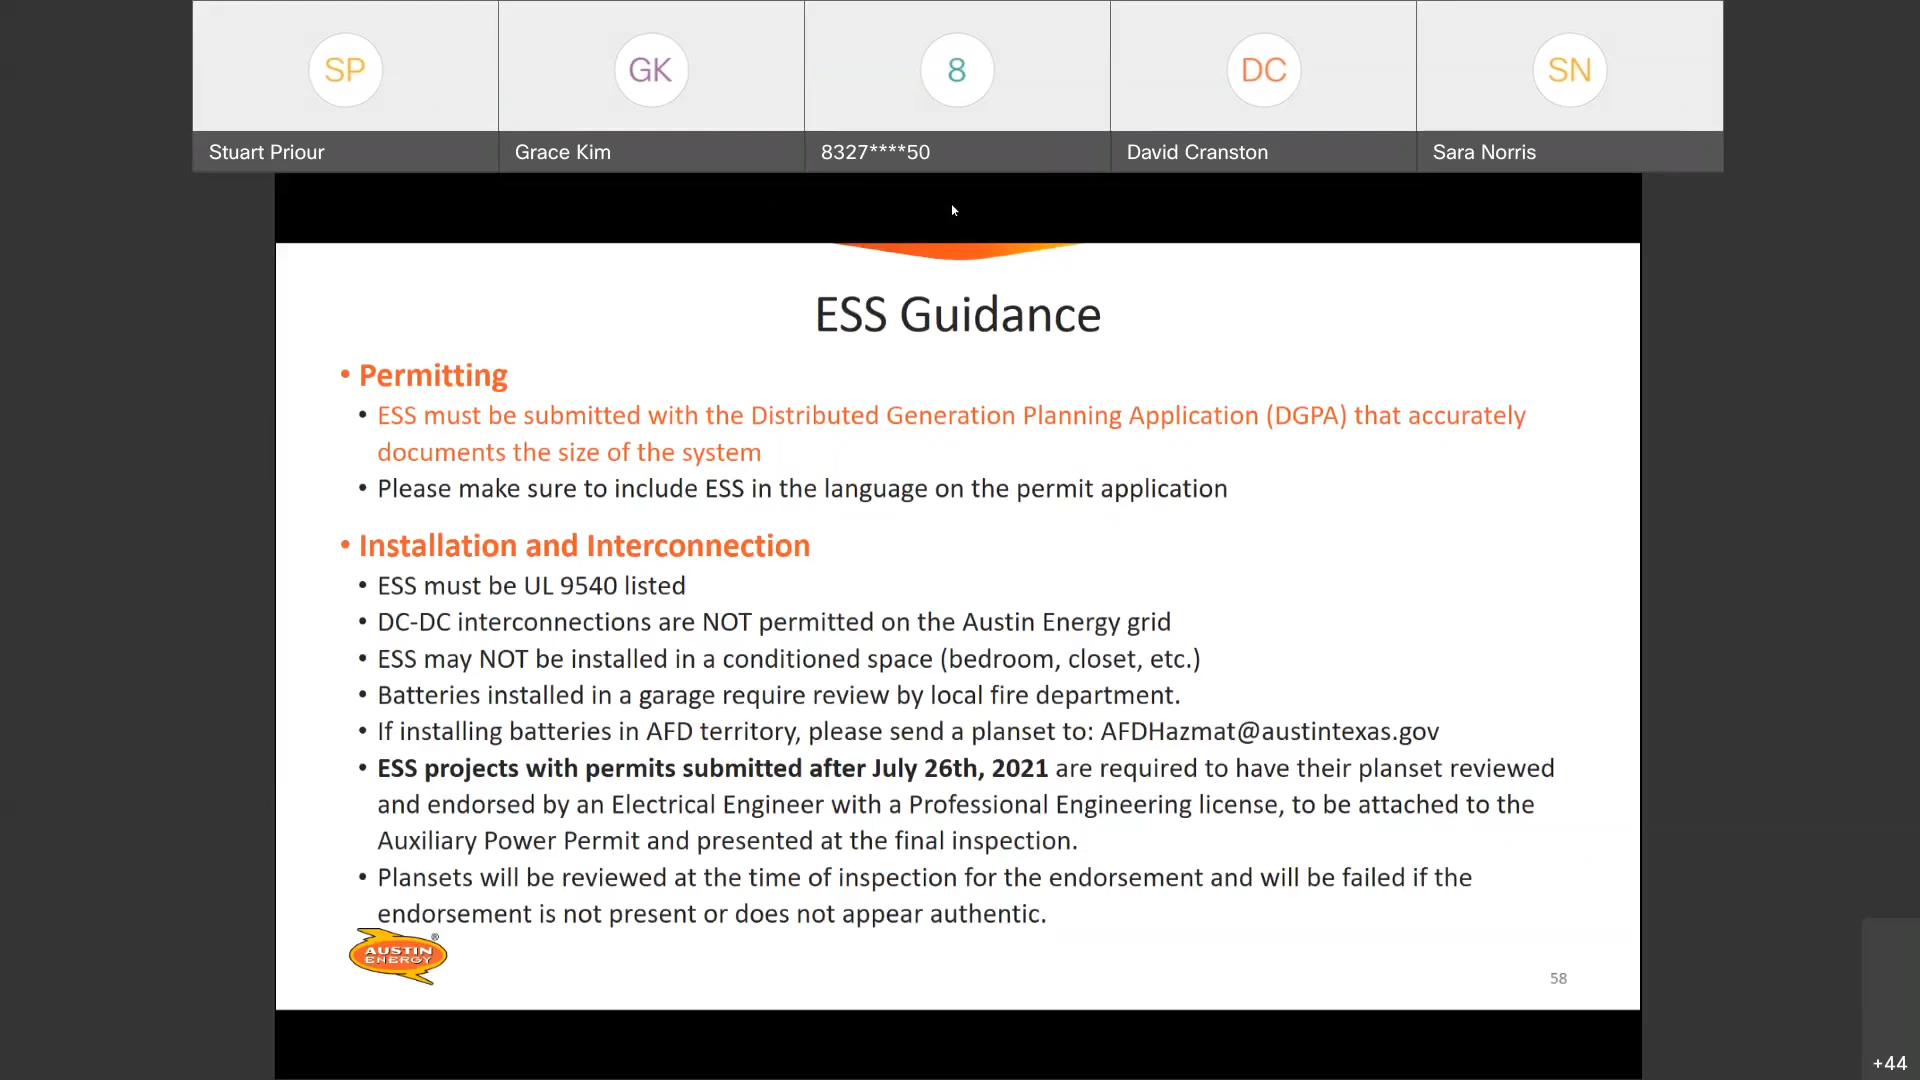 SP
GK
8
DC
SN
Stuart Priour
Grace Kim
8327****50
David Cranston
Sara Norris
ESS Guidance
• Permitting
• ESS must be submitted with the Distributed Generation Planning Application (DGPA) that accurately
documents the size of the system
• Please make sure to include ESS in the language on the permit application
• Installation and Interconnection
• ESS must be UL 9540 listed
• DC-DC interconnections are NOT permitted on the Austin Energy grid
• ESS may NOT be installed in a conditioned space (bedroom, closet, etc.)
• Batteries installed in a garage require review by local fire department.
• If installing batteries in AFD territory, please send a planset to: AFDHazmat@austintexas.gov
• ESS projects with permits submitted after July 26th, 2021 are required to have their planset reviewed
and endorsed by an Electrical Engineer with a Professional Engineering license, to be attached to the
Auxiliary Power Permit and presented at the final inspection.
• Plansets will be reviewed at the time of inspection for the endorsement and will be failed if the
endorsement is not present or does not appear authentic.
AUSTIN
ENERGY
®
58
+44